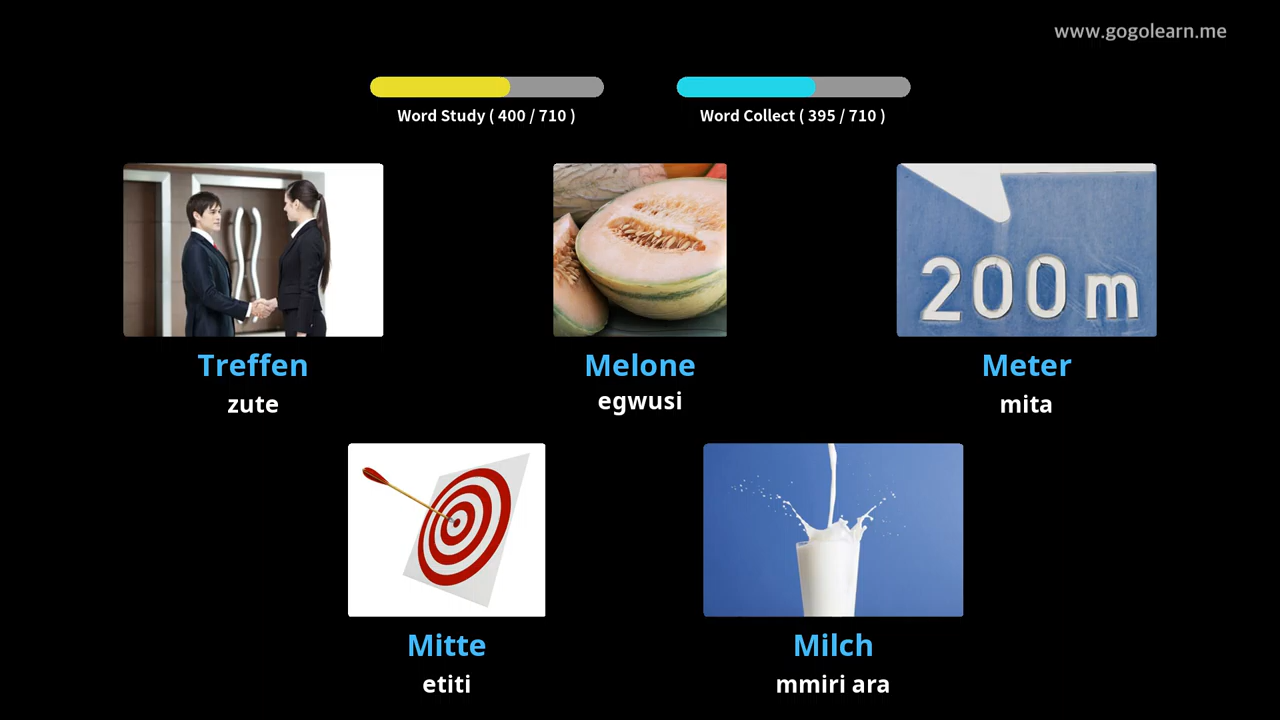 www.gogolearn.me
Word Study ( 400 / 710 )
Word Collect ( 395 / 710 )
200m
Treffen
zute
Melone
egwusi
Meter
mita
Mitte
etiti
Milch
mmiri ara